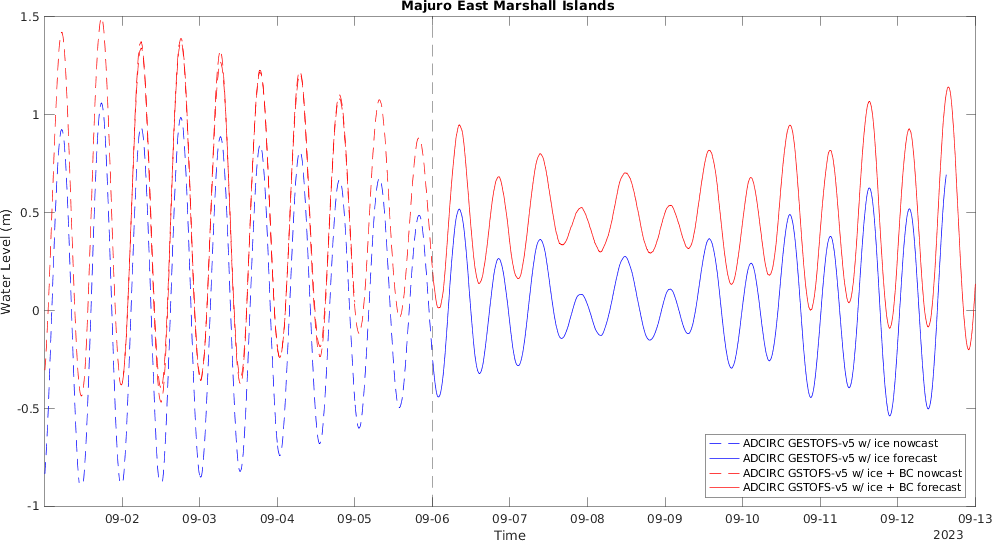 Majuro East Marshall Islands
1.5
1
0.5
0
-0.5
-1
Water Level (m)
ADCIRC GESTOFS-v5 w/ ice nowcast
ADCIRC GESTOFS-v5 w/ ice forecast
ADCIRC GSTOFS-v5 w/ ice + BC nowcast
ADCIRC GSTOFS-v5 w/ ice + BC forecast
09-02 09-03 09-04 09-05 09-06 09-07 09-08 09-09 09-10 09-11 09-12 09-13
Time
2023